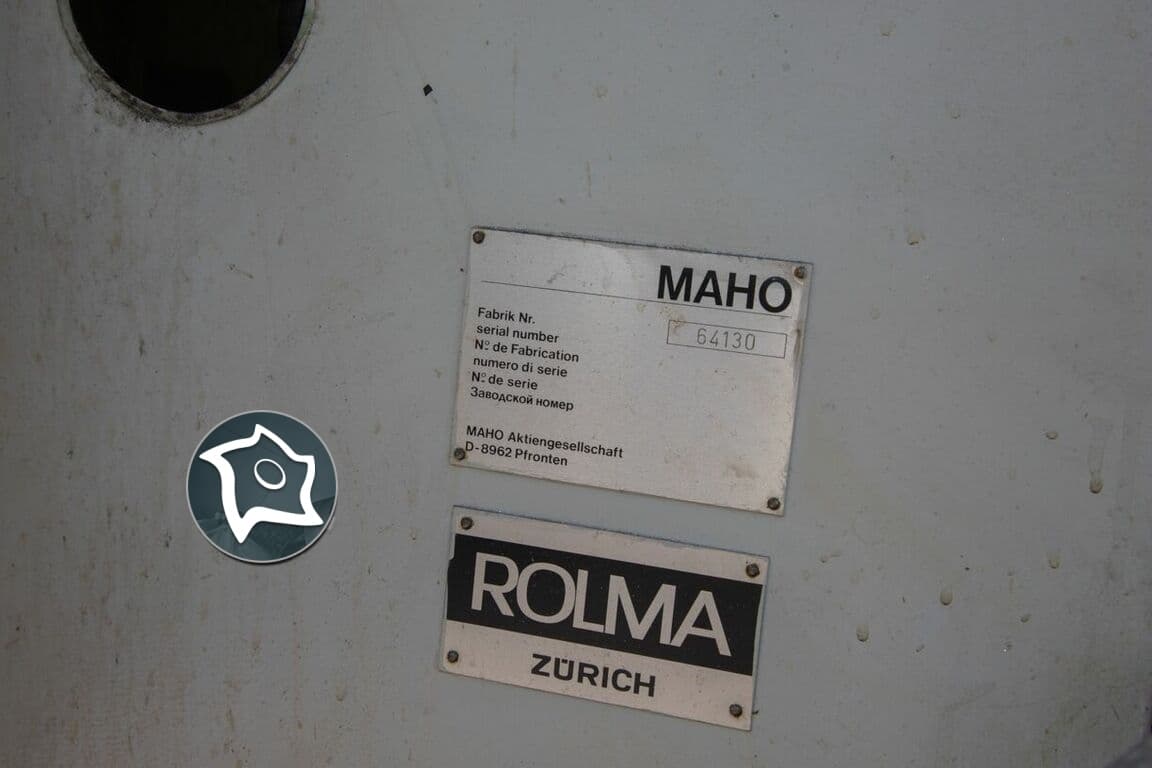 MAHO
64130
Fabrik Nr.
serial number
Nº de Fabrication
numero di serie
Nº de serie
Заводской номер
MAHO Aktiengesellschaft
D-8962 Pfronten
ROLMA
ZÜRICH